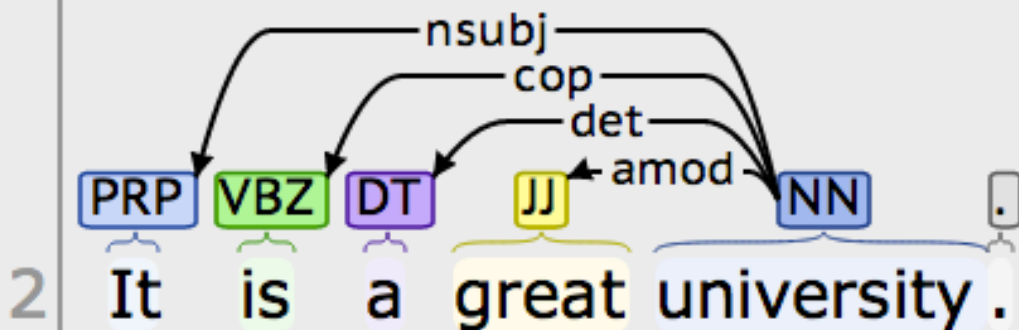 nsubj
cop
det
amod
PRP VBZ DT JJ NN .
2 It is a great university .